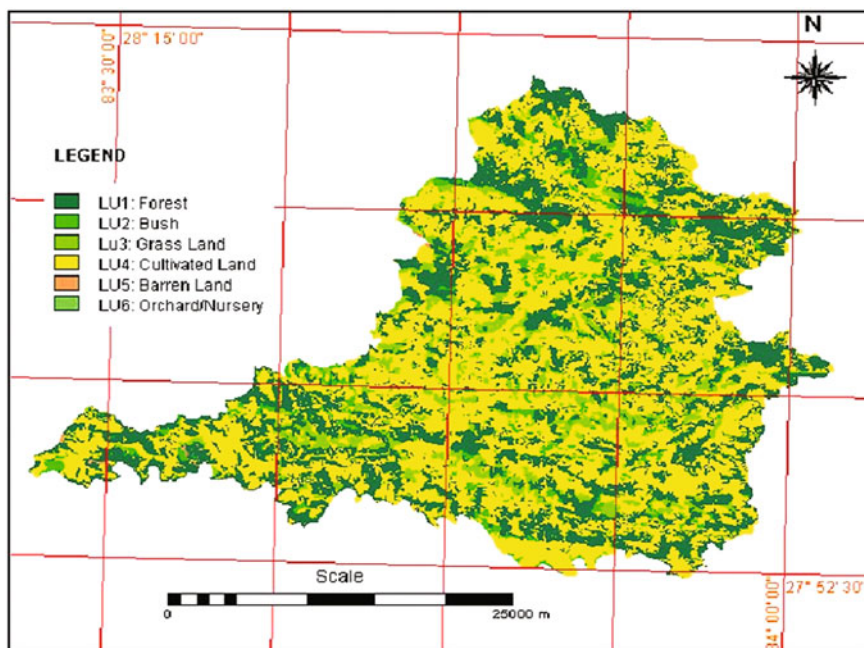 N
28° 15' 00"
83° 30' 00"
LEGEND
LU1: Forest
LU2: Bush
Lu3: Grass Land
LU4: Cultivated Land
LU5: Barren Land
LU6: Orchard/Nursery
Scale
0 25000 m
27° 52' 30"
84° 00' 00"